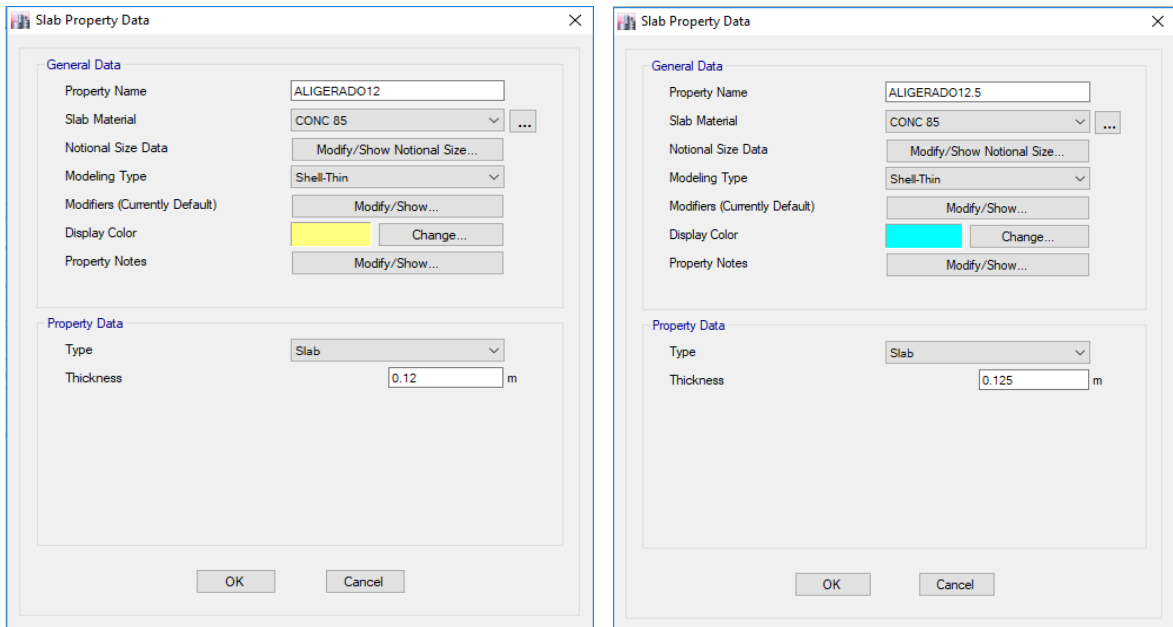 Slab Property Data
General Data
Property Name ALIGERADO12
Slab Material CONC 85 ...
Notional Size Data Modify/Show Notional Size...
Modeling Type Shell-Thin
Modifiers (Currently Default) Modify/Show...
Display Color Change...
Property Notes Modify/Show...
Property Data
Type Slab
Thickness 0.12 m
OK Cancel
Slab Property Data
General Data
Property Name ALIGERADO12.5
Slab Material CONC 85 ...
Notional Size Data Modify/Show Notional Size...
Modeling Type Shell-Thin
Modifiers (Currently Default) Modify/Show...
Display Color Change...
Property Notes Modify/Show...
Property Data
Type Slab
Thickness 0.125 m
OK Cancel